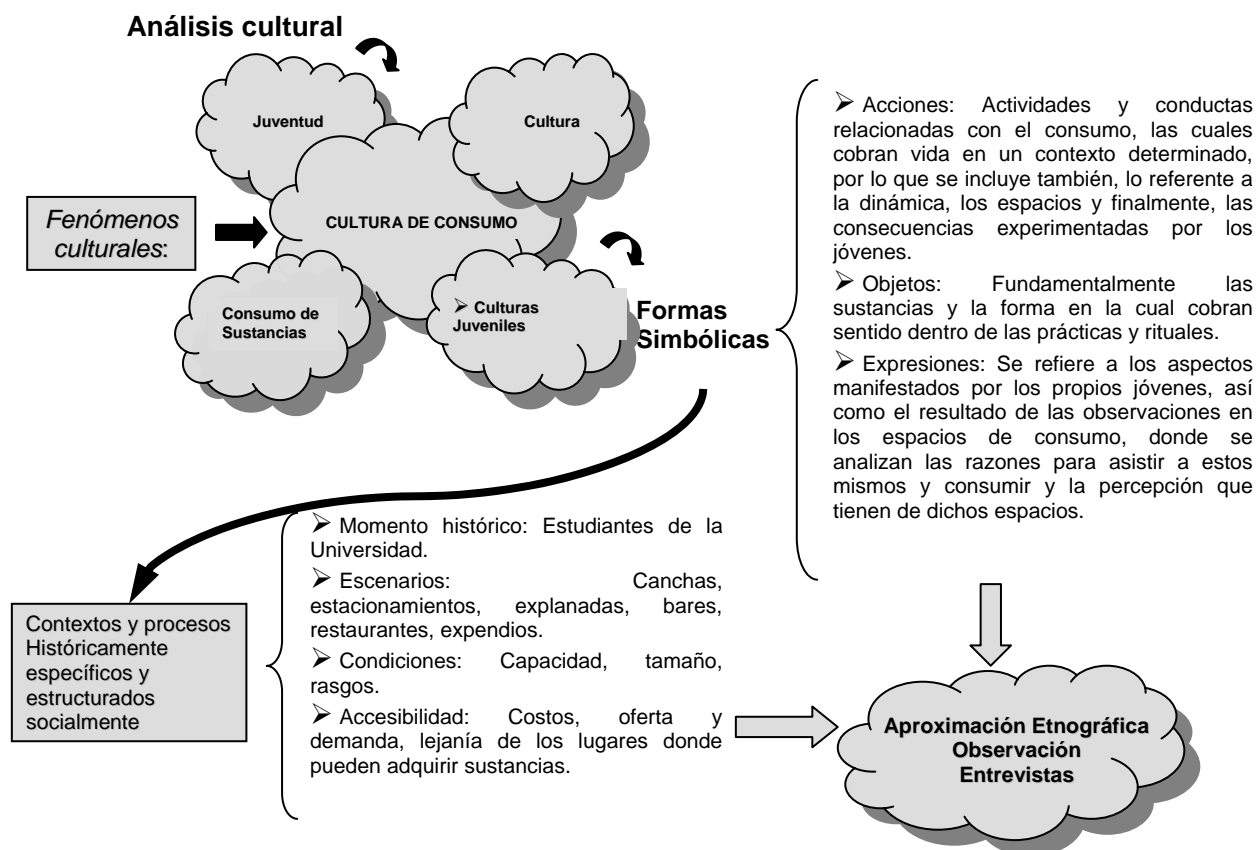 Análisis cultural
Juventud
Cultura
Fenómenos
culturales:
CULTURA DE CONSUMO
Consumo de
Sustancias
➤ Culturas
Juveniles
Formas
Simbólicas
➤ Acciones: Actividades y conductas
relacionadas con el consumo, las cuales
cobran vida en un contexto determinado,
por lo que se incluye también, lo referente a
la dinámica, los espacios y finalmente, las
consecuencias experimentadas por los
jóvenes.
➤ Objetos: Fundamentalmente las
sustancias y la forma en la cual cobran
sentido dentro de las prácticas y rituales.
➤ Expresiones: Se refiere a los aspectos
manifestados por los propios jóvenes, así
como el resultado de las observaciones en
los espacios de consumo, donde se
analizan las razones para asistir a estos
mismos y consumir y la percepción que
tienen de dichos espacios.
Contextos y procesos
Históricamente
específicos y
estructurados
socialmente
➤ Momento histórico: Estudiantes de la
Universidad.
➤ Escenarios: Canchas,
estacionamientos, explanadas, bares,
restaurantes, expendios.
➤ Condiciones: Capacidad, tamaño,
rasgos.
➤ Accesibilidad: Costos, oferta y
demanda, lejanía de los lugares donde
pueden adquirir sustancias.
Aproximación Etnográfica
Observación
Entrevistas